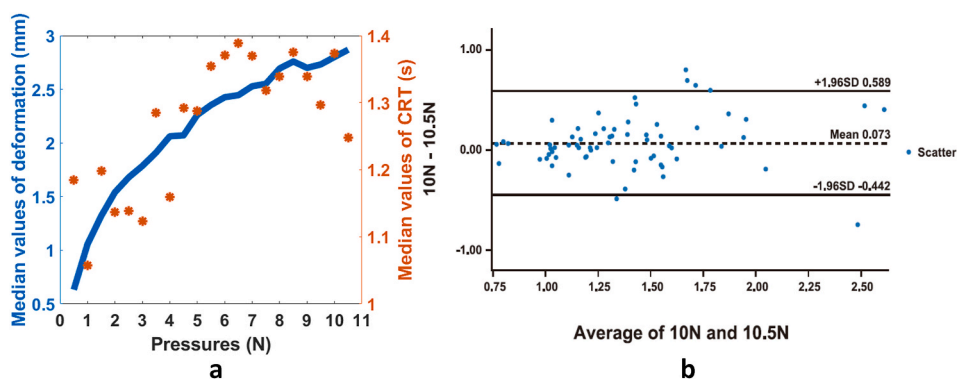 Median values of deformation (mm)
3
2.5
2
1.5
1
0.5
0 1 2 3 4 5 6 7 8 9 10 11
Pressures (N)
1.4
1.3
1.2
1.1
1
Median values of CRT (s)
a
10N - 10.5N
1.00
0.00
-1.00
+1.96SD 0.589
Mean 0.073
-1.96SD -0.442
0.75 1.00 1.25 1.50 1.75 2.00 2.25 2.50
Average of 10N and 10.5N
Scatter
b